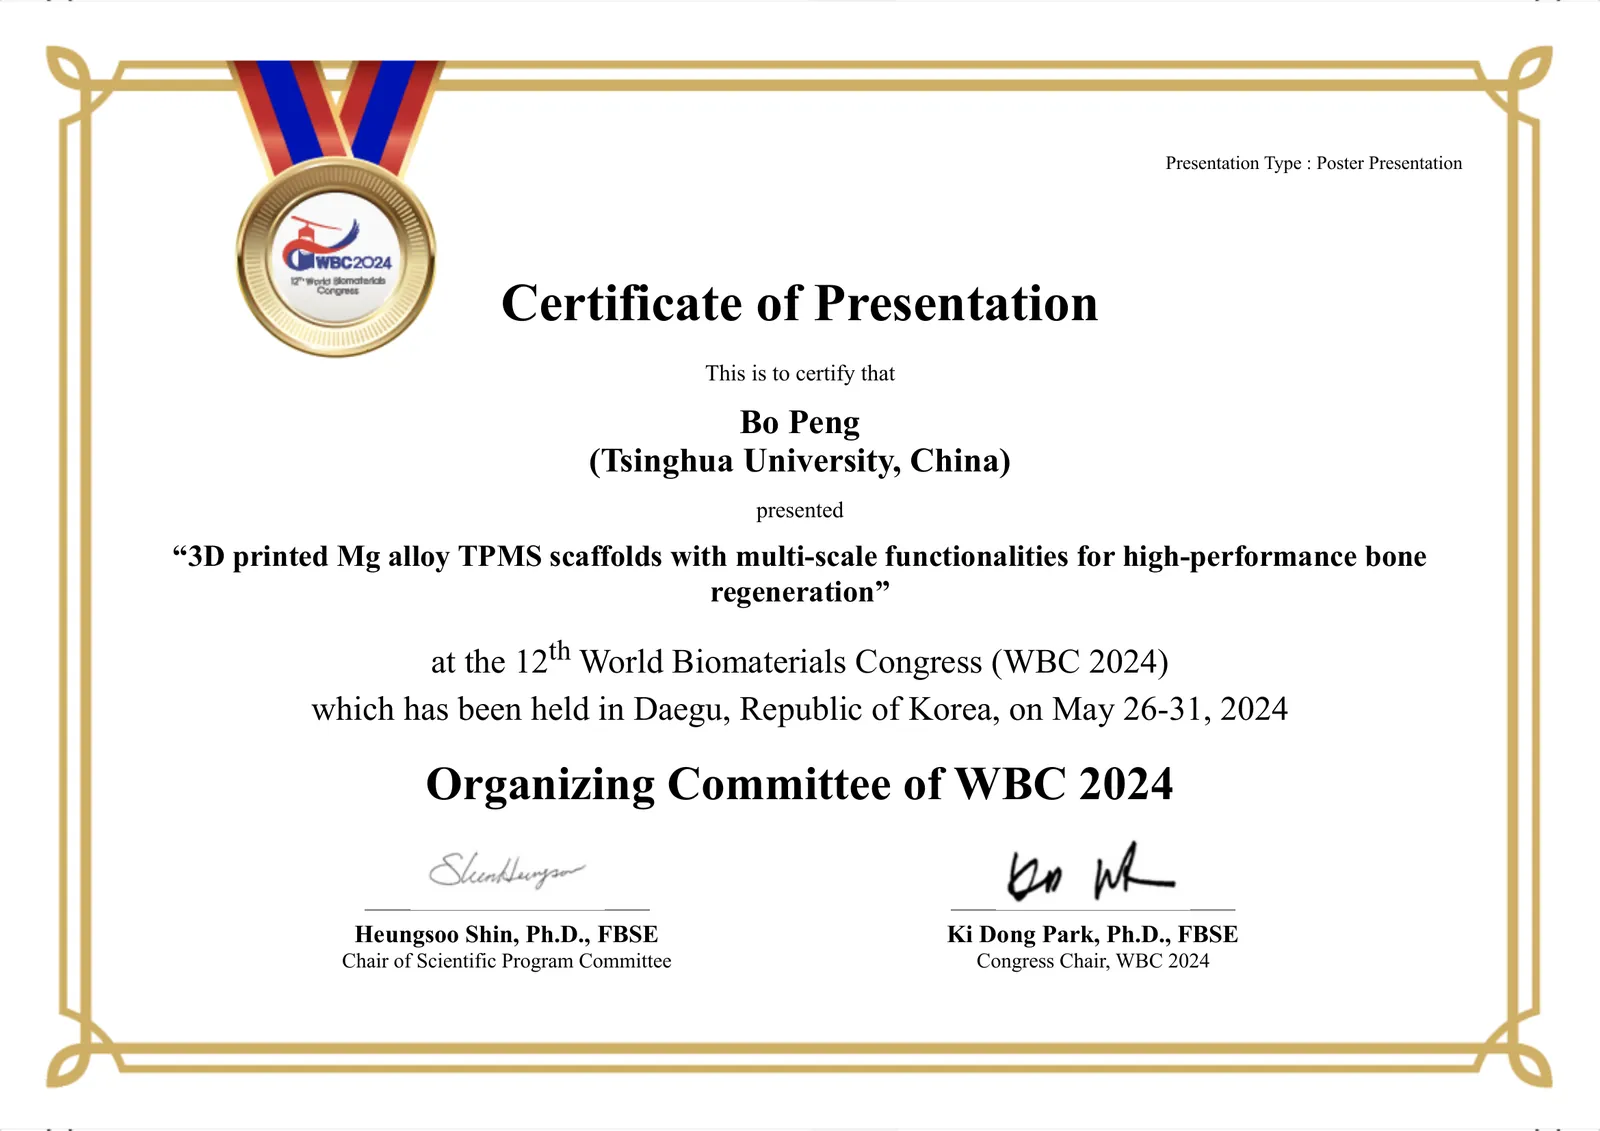 Presentation Type : Poster Presentation
WBC2024
12th World Biomaterials
Congress
Certificate of Presentation
This is to certify that
Bo Peng
(Tsinghua University, China)
presented
“3D printed Mg alloy TPMS scaffolds with multi-scale functionalities for high-performance bone
regeneration”
at the 12th World Biomaterials Congress (WBC 2024)
which has been held in Daegu, Republic of Korea, on May 26-31, 2024
Organizing Committee of WBC 2024
Heungsoo Shin, Ph.D., FBSE
Chair of Scientific Program Committee
Ki Dong Park, Ph.D., FBSE
Congress Chair, WBC 2024